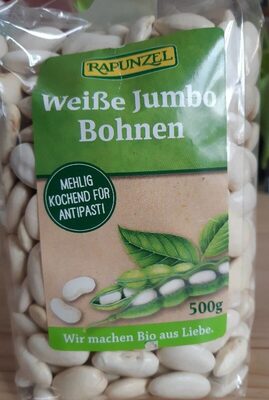 RAPUNZEL
Weiße Jumbo
Bohnen
MEHLIG
KOCHEND FÜR
ANTIPASTI
500g
Wir machen Bio aus Liebe.